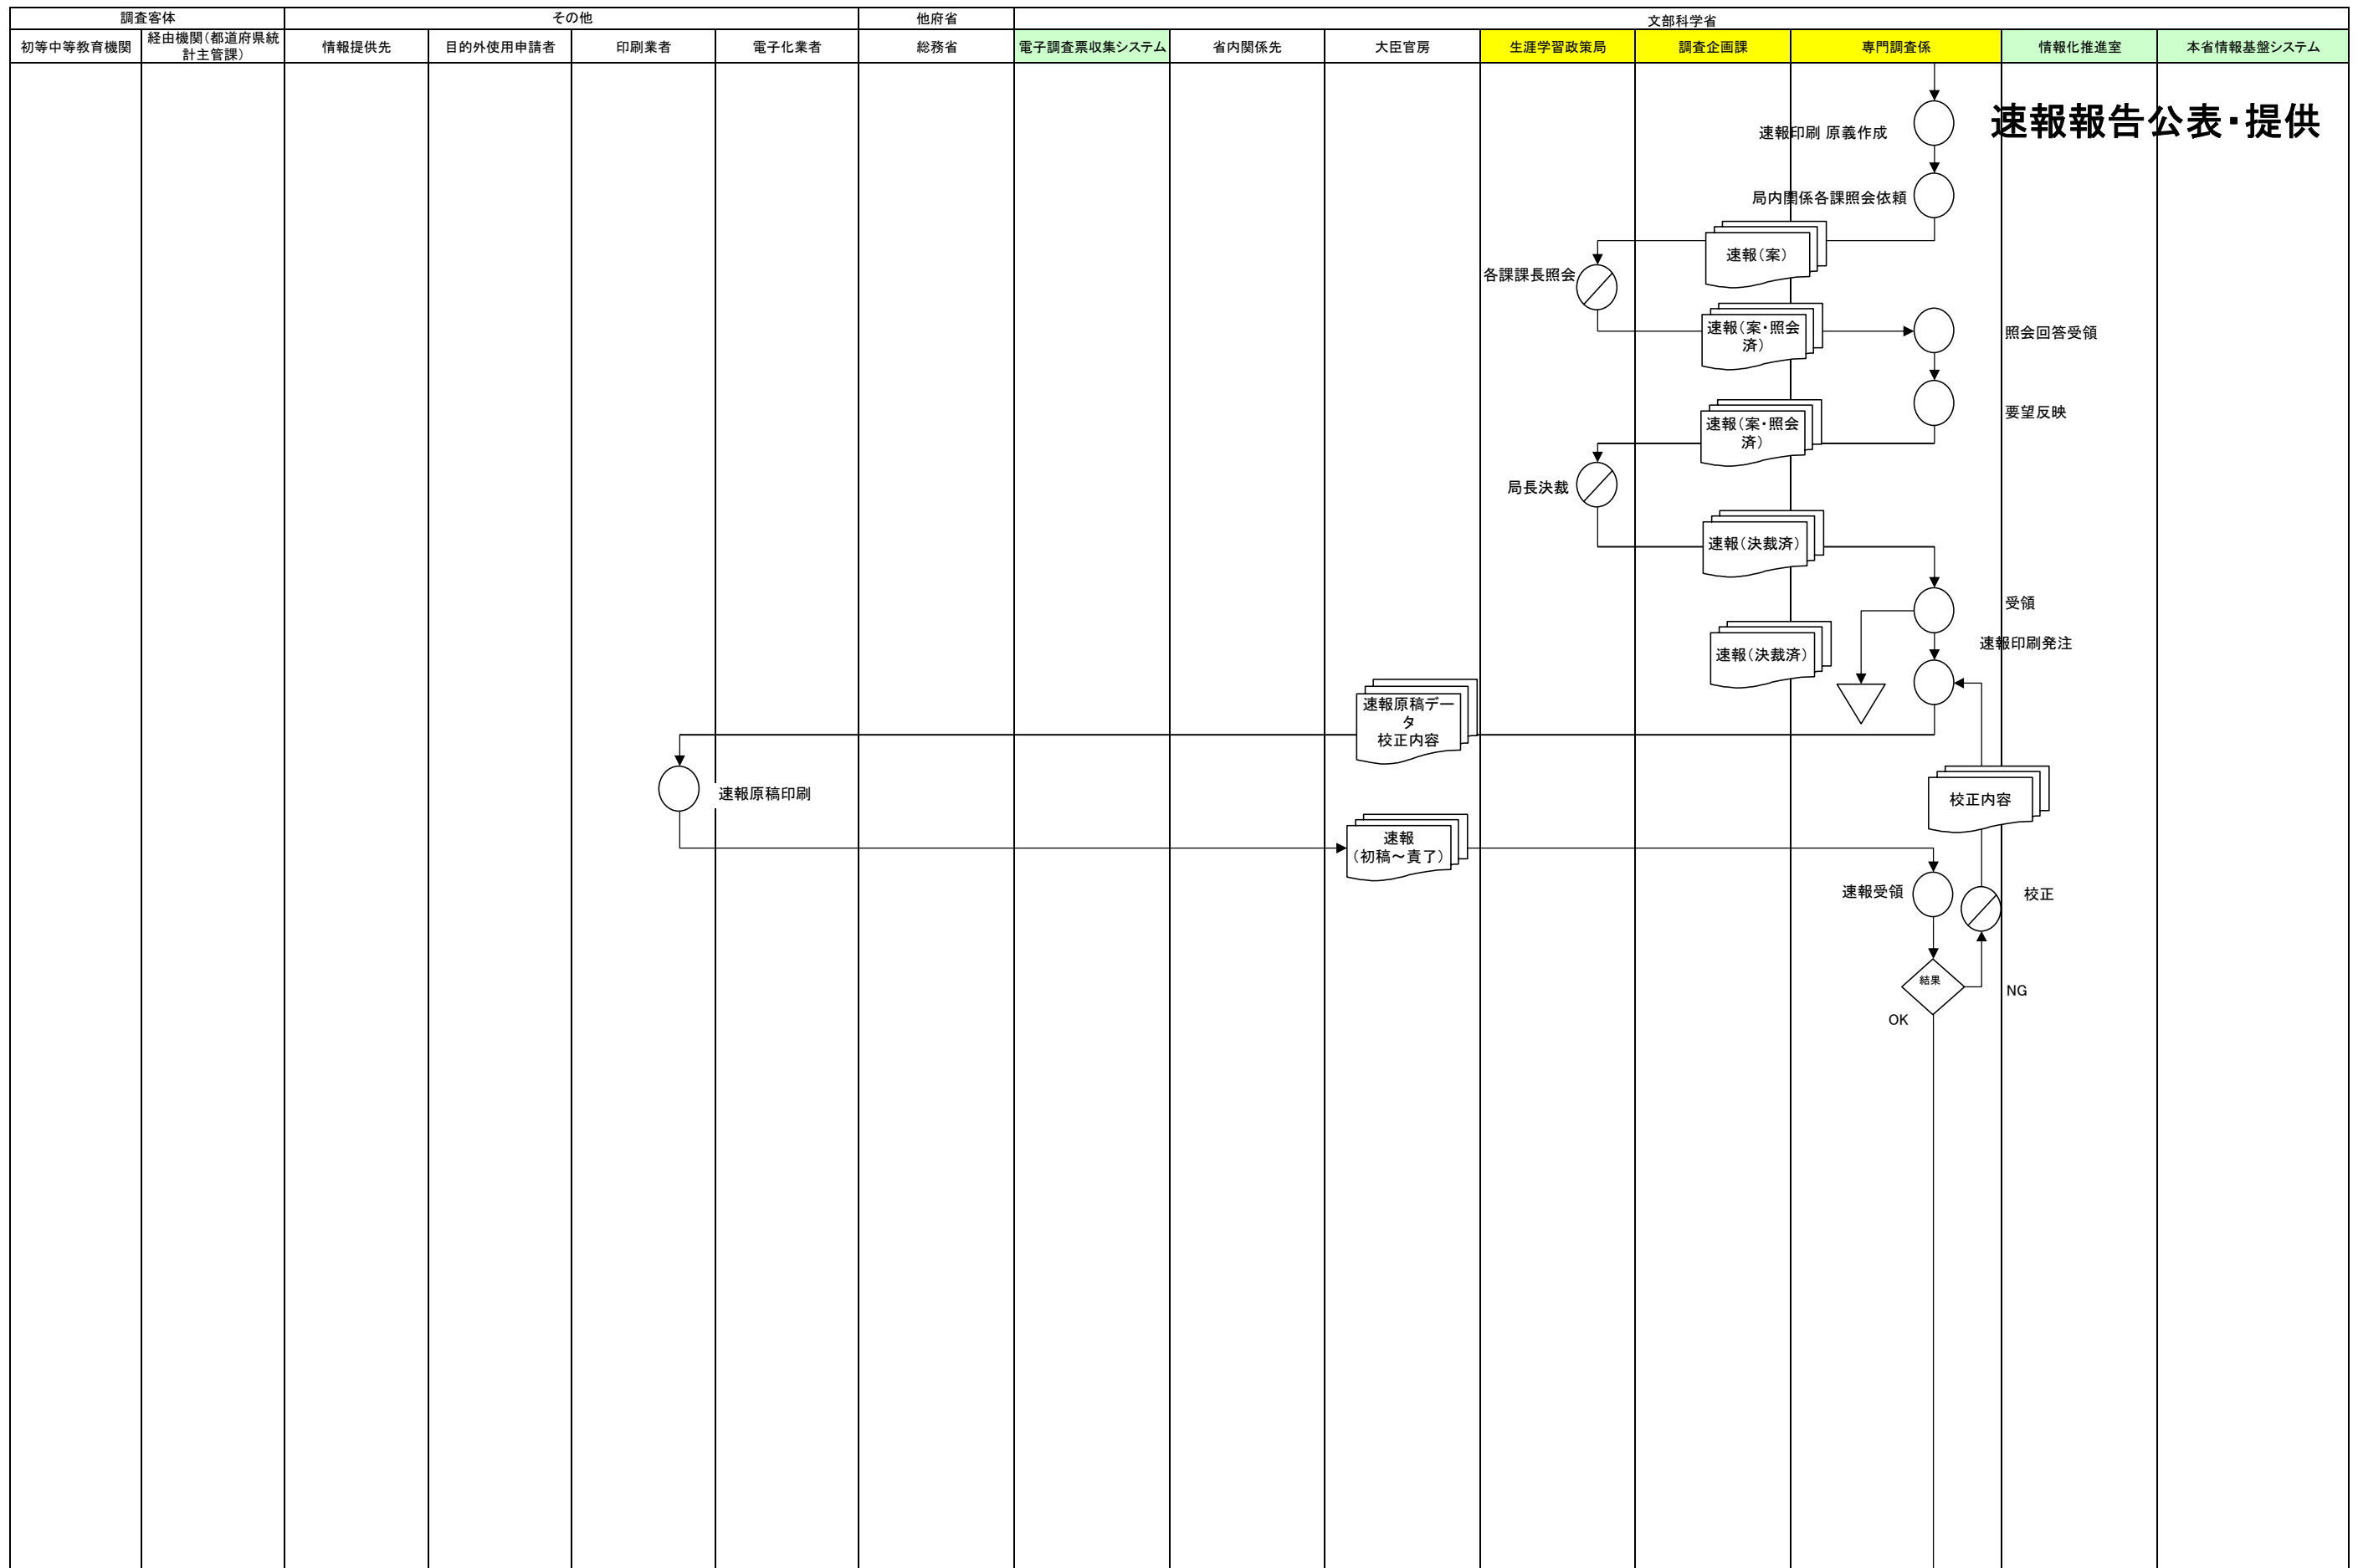 調査客体
その他
他府省
文部科学省
初等中等教育機関
経由機関(都道府県統
計主管課)
情報提供先
目的外使用申請者
印刷業者
電子化業者
総務省
電子調査票収集システム
省内関係先
大臣官房
生涯学習政策局
調査企画課
専門調査係
情報化推進室
本省情報基盤システム
速報報告公表・提供
速報印刷 原義作成
局内関係各課照会依頼
速報(案)
各課課長照会
速報(案・照会
済)
照会回答受領
速報(案・照会
済)
要望反映
局長決裁
速報(決裁済)
受領
速報印刷発注
速報(決裁済)
速報原稿デー
タ
校正内容
速報原稿印刷
校正内容
速報
(初稿～責了)
速報受領
校正
結果
NG
OK